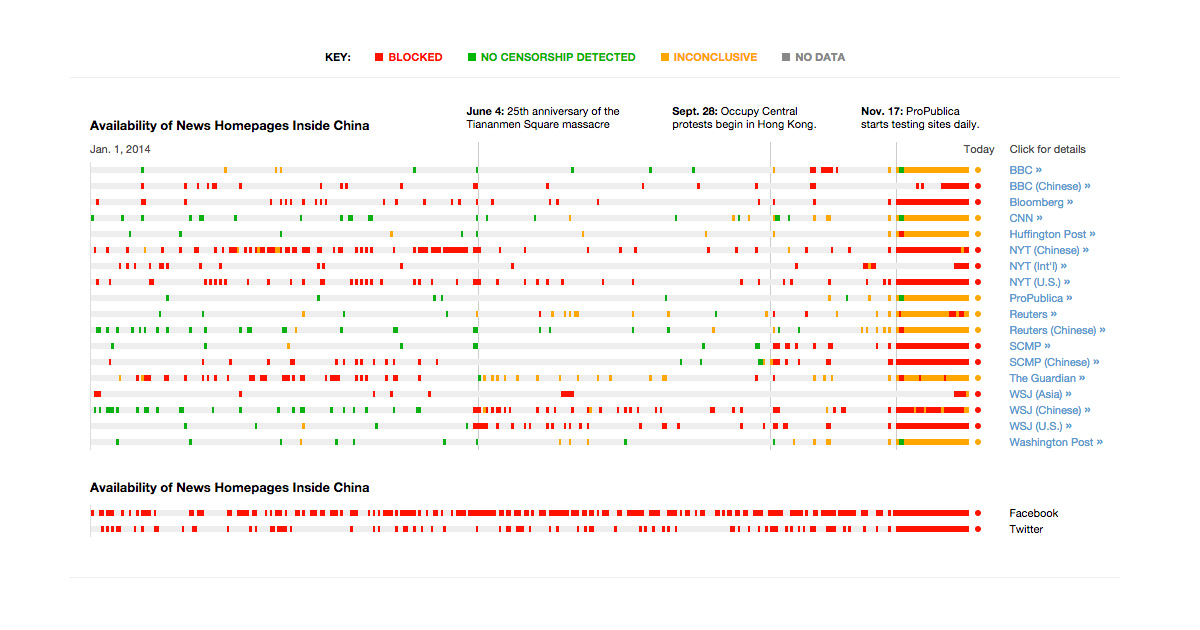 KEY: BLOCKED NO CENSORSHIP DETECTED INCONCLUSIVE NO DATA
June 4: 25th anniversary of the
Tiananmen Square massacre
Sept. 28: Occupy Central
protests begin in Hong Kong.
Nov. 17: ProPublica
starts testing sites daily.
Availability of News Homepages Inside China
Jan. 1, 2014
Today
Click for details
BBC »
BBC (Chinese) »
Bloomberg »
CNN »
Huffington Post »
NYT (Chinese) »
NYT (Int'l) »
NYT (U.S.) »
ProPublica »
Reuters »
Reuters (Chinese) »
SCMP »
SCMP (Chinese) »
The Guardian »
WSJ (Asia) »
WSJ (Chinese) »
WSJ (U.S.) »
Washington Post »
Availability of News Homepages Inside China
Facebook
Twitter